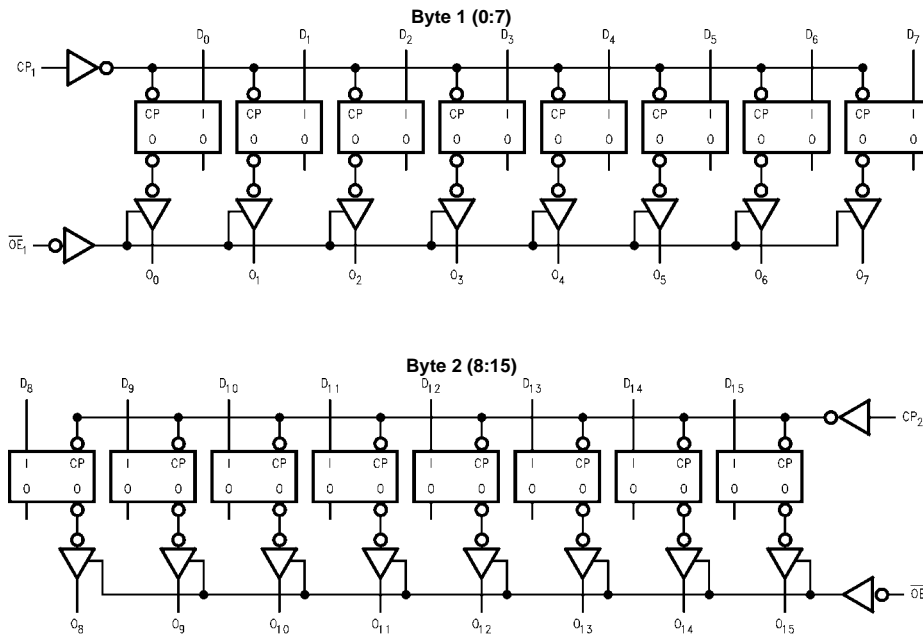 Byte 1 (0:7)
D0 D1 D2 D3 D4 D5 D6 D7
CP1
CP I CP I CP I CP I CP I CP I CP I CP I
O O O O O O O O O O O O O O O O
OE1
O0 O1 O2 O3 O4 O5 O6 O7
Byte 2 (8:15)
D8 D9 D10 D11 D12 D13 D14 D15
CP2
I CP I CP I CP I CP I CP I CP I CP I CP
O O O O O O O O O O O O O O O O
OE
O8 O9 O10 O11 O12 O13 O14 O15